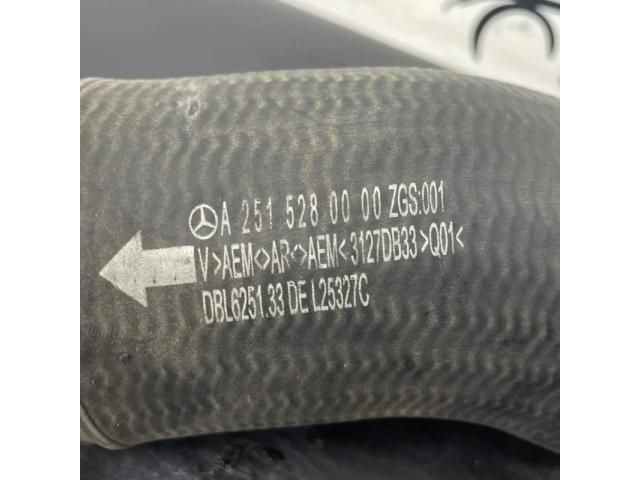 A 251 528 00 00 ZGS:001
V>AEM<>AR<>AEM<3127DB33>Q01<
DBL6251.33 DE L25327C